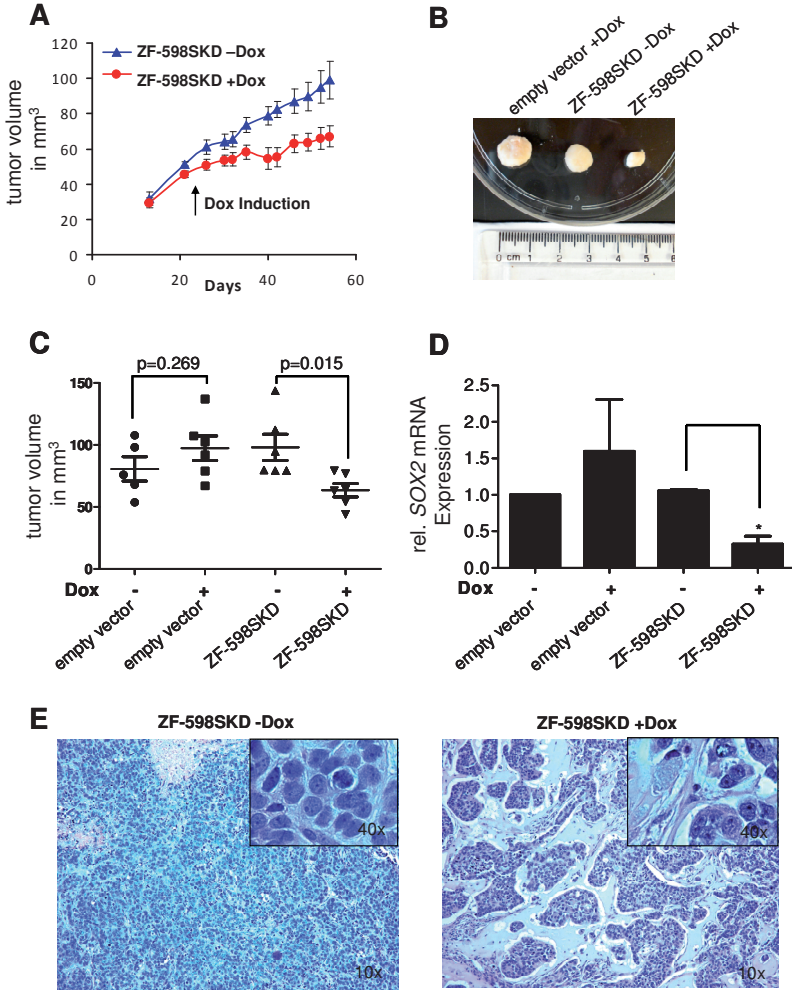 A
120
100
80
60
40
20
0
0 20 40 60
Days
tumor volume
in mm³
ZF-598SKD –Dox
ZF-598SKD +Dox
Dox Induction
B
empty vector +Dox
ZF-598SKD -Dox
ZF-598SKD +Dox
0 cm 1 2 3 4 5 6
C
p=0.269
p=0.015
150
100
50
0
tumor volume
in mm³
Dox - + - +
empty vector
empty vector
ZF-598SKD
ZF-598SKD
D
2.5
2.0
1.5
1.0
0.5
0.0
rel. SOX2 mRNA
Expression
*
Dox - + - +
empty vector
empty vector
ZF-598SKD
ZF-598SKD
E
ZF-598SKD -Dox
40x
10x
ZF-598SKD +Dox
40x
10x